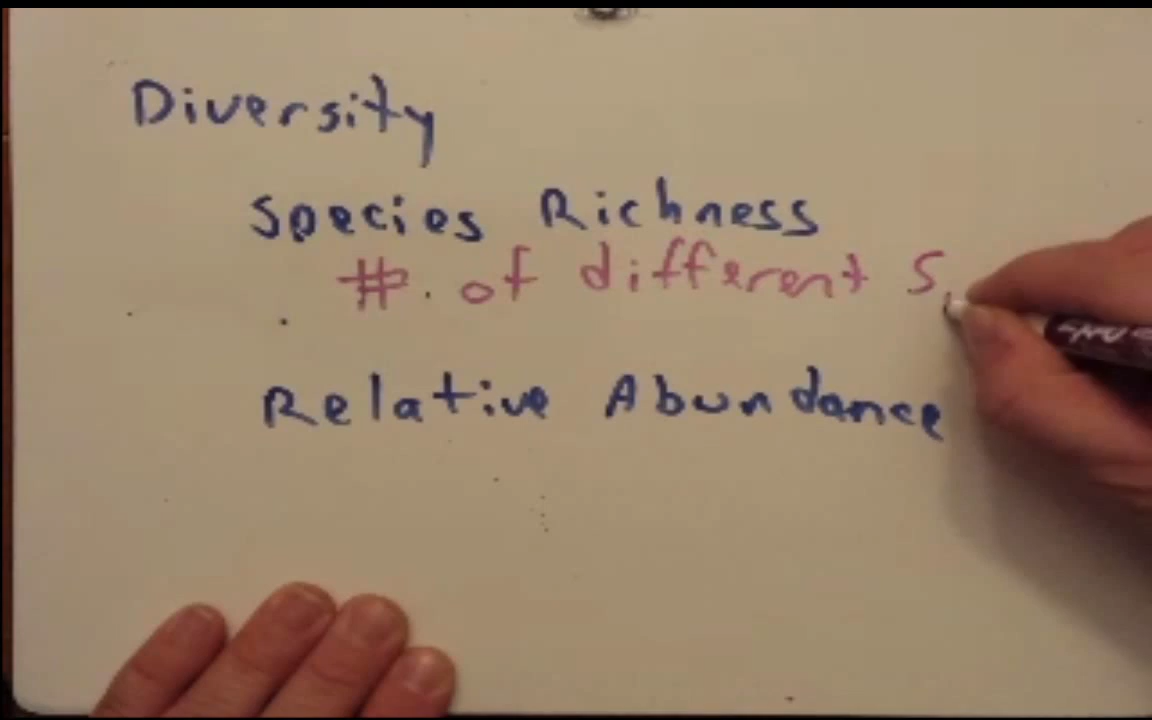 Diversity
Species Richness
#. of different S
Relative Abundance